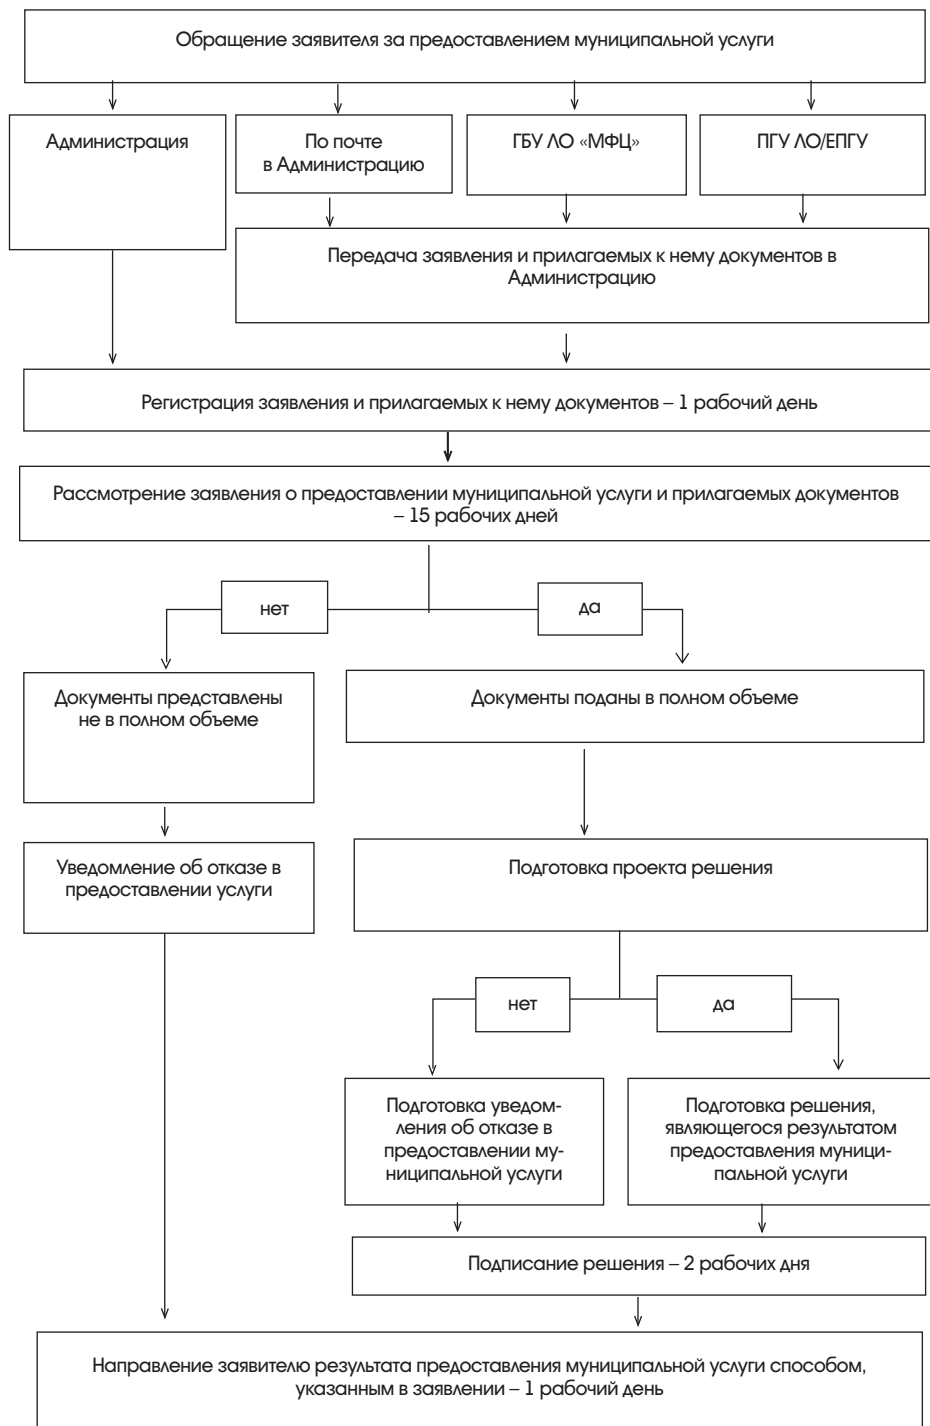 Обращение заявителя за предоставлением муниципальной услуги
Администрация
По почте
в Администрацию
ГБУ ЛО «МФЦ»
ПГУ ЛО/ЕПГУ
Передача заявления и прилагаемых к нему документов в
Администрацию
Регистрация заявления и прилагаемых к нему документов – 1 рабочий день
Рассмотрение заявления о предоставлении муниципальной услуги и прилагаемых документов
– 15 рабочих дней
нет
да
Документы представлены
не в полном объеме
Документы поданы в полном объеме
Уведомление об отказе в
предоставлении услуги
Подготовка проекта решения
нет
да
Подготовка уведом-
ления об отказе в
предоставлении му-
ниципальной услуги
Подготовка решения,
являющегося результатом
предоставления муници-
пальной услуги
Подписание решения – 2 рабочих дня
Направление заявителю результата предоставления муниципальной услуги способом,
указанным в заявлении – 1 рабочий день